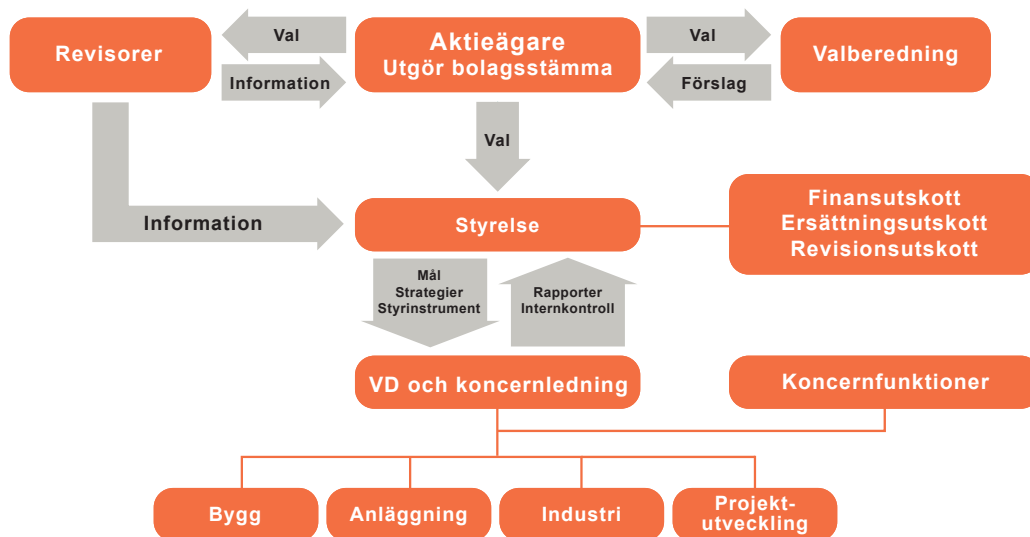 Revisorer
Val
Information
Aktieägare
Utgör bolagsstämma
Val
Förslag
Valberedning
Val
Information
Styrelse
Finansutskott
Ersättningsutskott
Revisionsutskott
Mål
Strategier
Styrinstrument
Rapporter
Internkontroll
VD och koncernledning
Koncernfunktioner
Bygg
Anläggning
Industri
Projekt-
utveckling